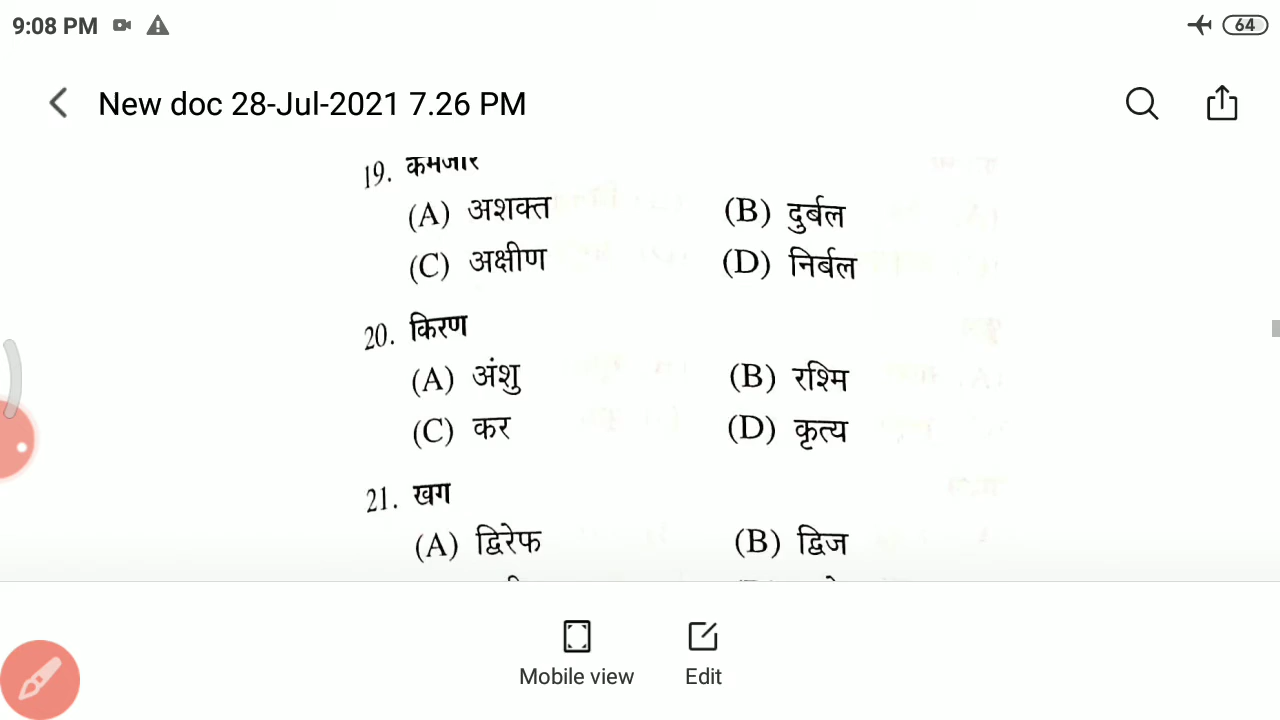 9:08 PM 64
New doc 28-Jul-2021 7.26 PM
19. कमजोर
(A) अशक्त (B) दुर्बल
(C) अक्षीण (D) निर्बल
20. किरण
(A) अंशु (B) रश्मि
(C) कर (D) कृत्य
21. खग
(A) द्विरेफ (B) द्विज
Mobile view Edit